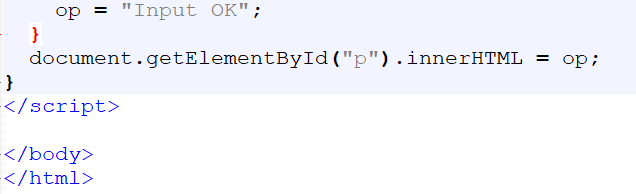 op = "Input OK";
}
document.getElementById("p").innerHTML = op;
}
</script>
</body>
</html>